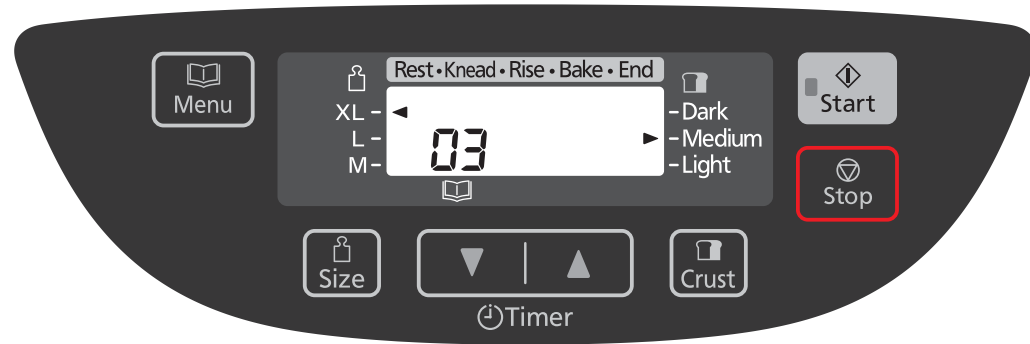 Menu
Rest • Knead • Rise • Bake • End
XL
L
M
03
Dark
Medium
Light
Start
Stop
Size
Timer
Crust